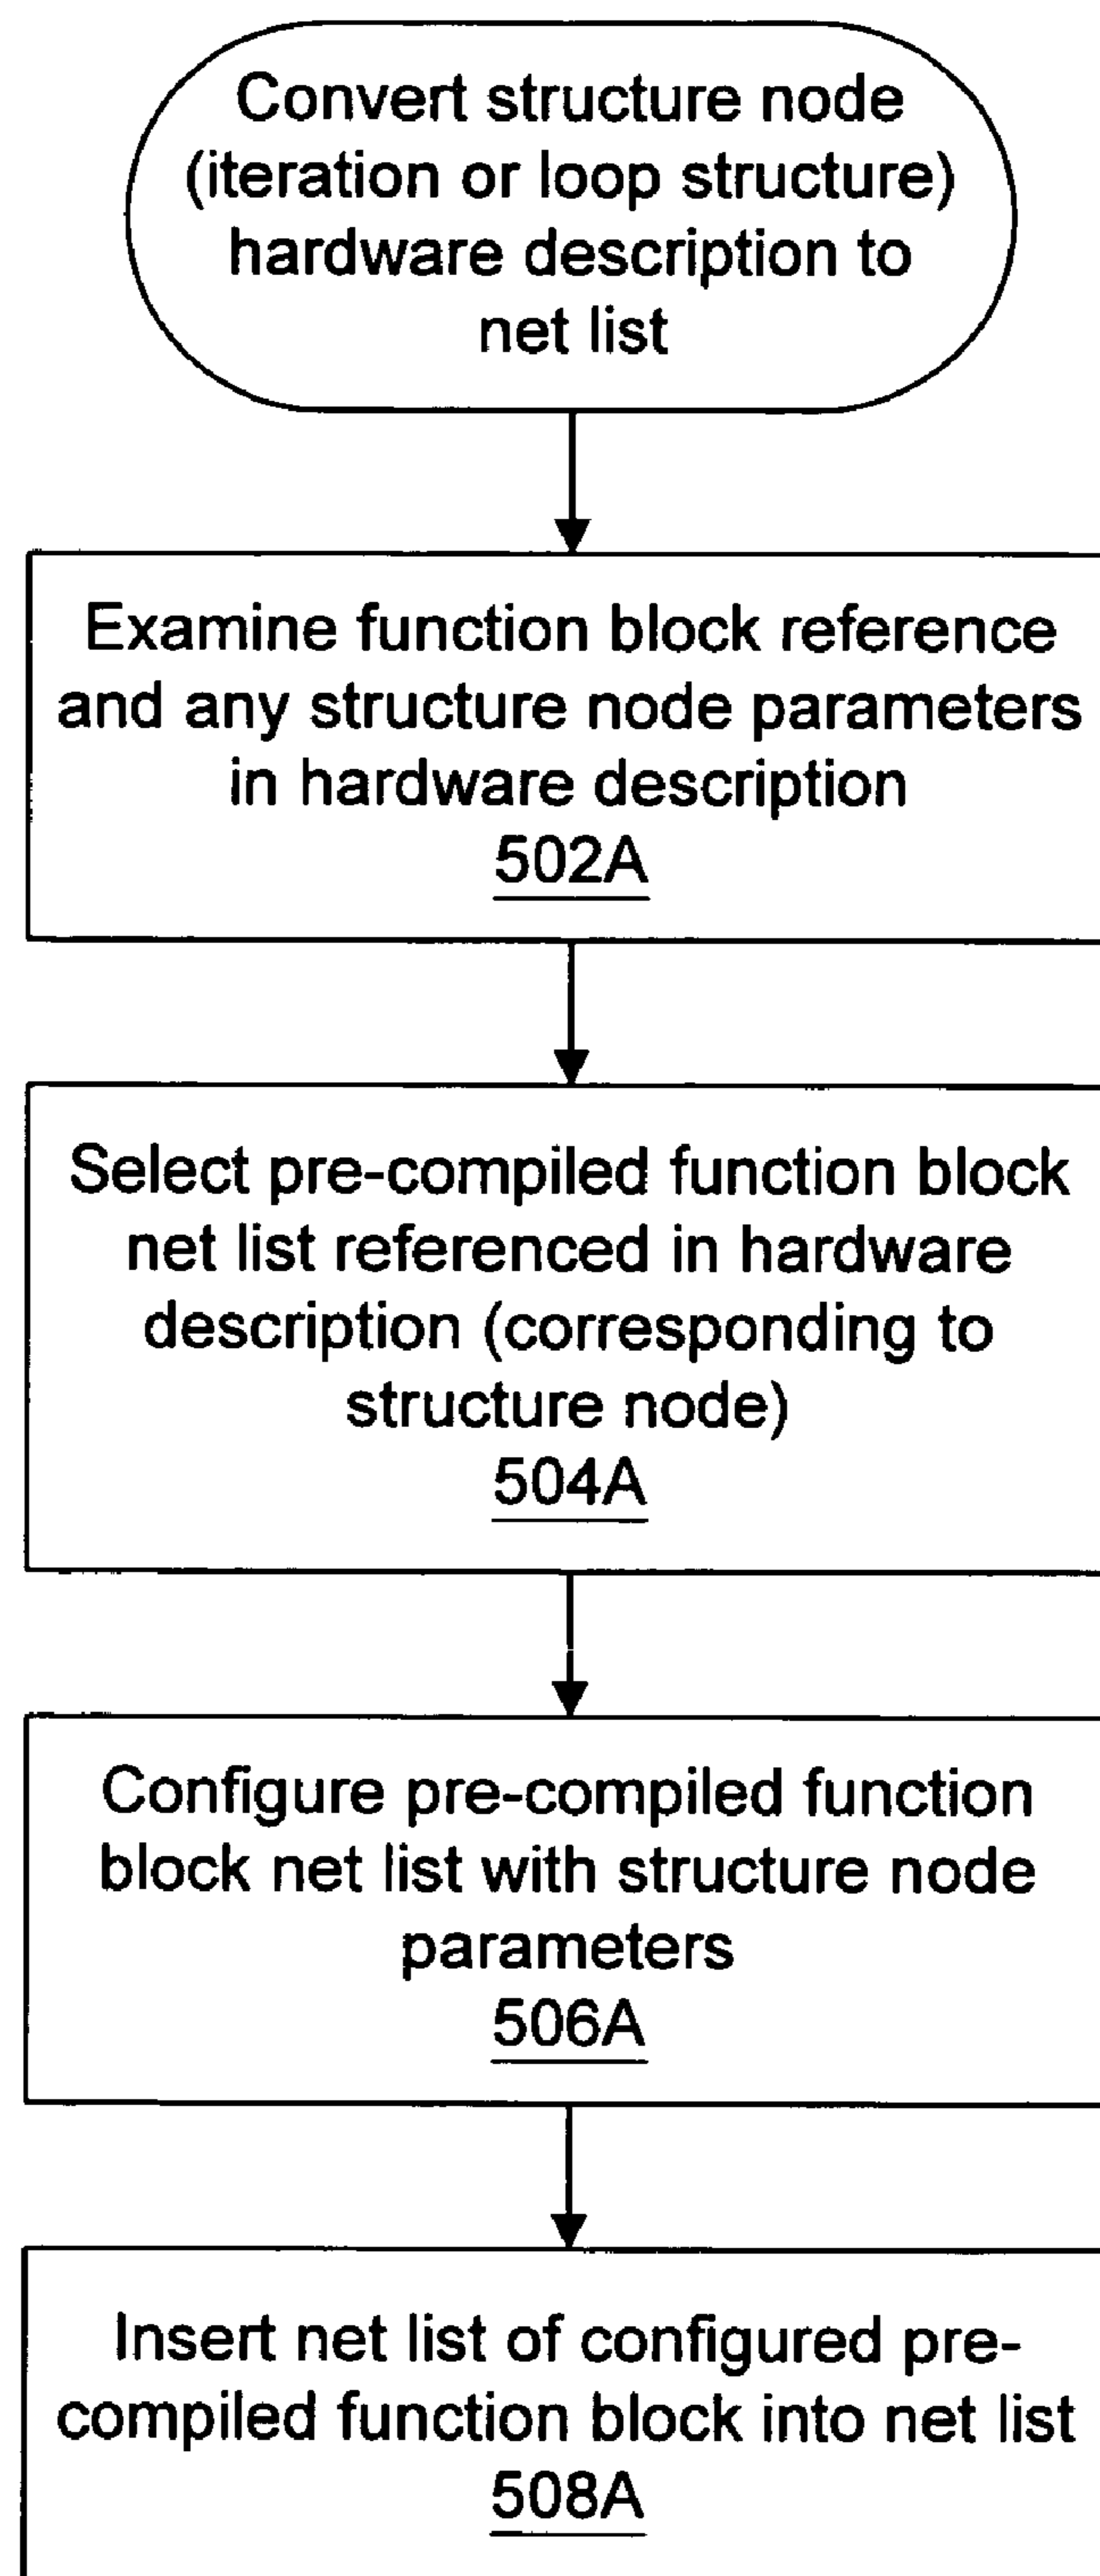 Convert structure node
(iteration or loop structure)
hardware description to
net list
Examine function block reference
and any structure node parameters
in hardware description
502A
Select pre-compiled function block
net list referenced in hardware
description (corresponding to
structure node)
504A
Configure pre-compiled function
block net list with structure node
parameters
506A
Insert net list of configured pre-
compiled function block into net list
508A